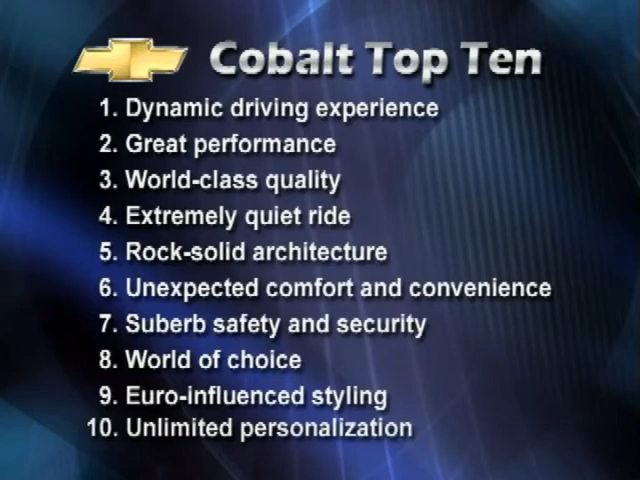 Cobalt Top Ten
1. Dynamic driving experience
2. Great performance
3. World-class quality
4. Extremely quiet ride
5. Rock-solid architecture
6. Unexpected comfort and convenience
7. Suberb safety and security
8. World of choice
9. Euro-influenced styling
10. Unlimited personalization